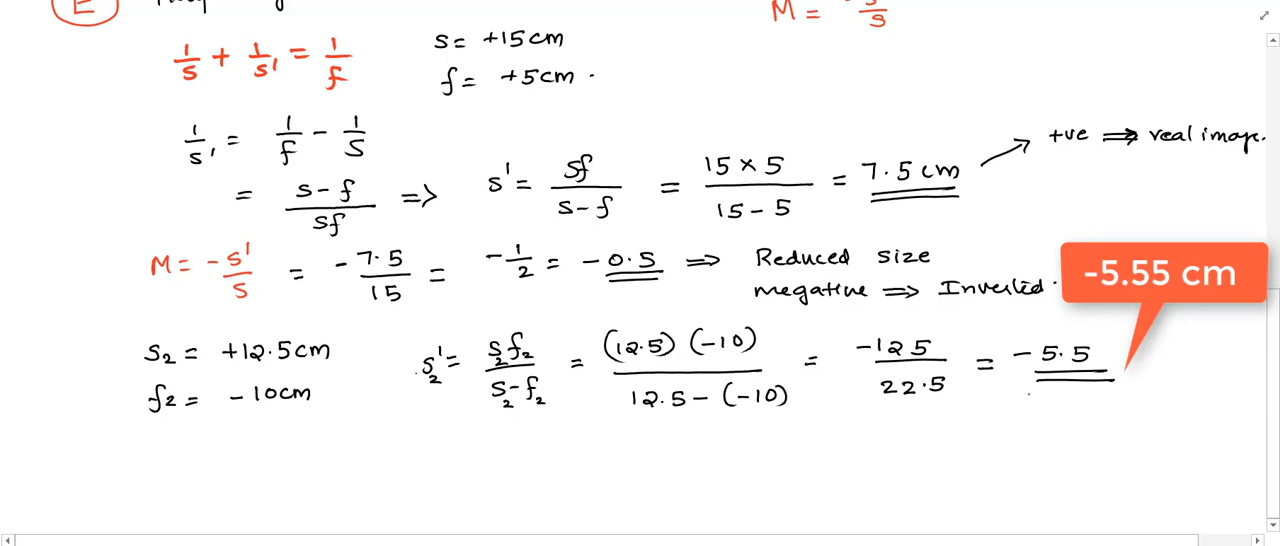 E
M = -s'/s
1/s + 1/s' = 1/f
s = +15cm
f = +5cm.
1/s' = 1/f - 1/s
= (s-f)/(sf) => s' = sf/(s-f) = (15 × 5)/(15 - 5) = 7.5 cm
+ve ⇒ real image.
M = -s'/s = -7.5/15 = -1/2 = -0.5 ⇒ Reduced size
negative ⇒ Inverted.
-5.55 cm
s₂ = +12.5cm
f₂ = -10cm
s₂' = s₂f₂/(s₂-f₂) = (12.5)(-10)/(12.5-(-10)) = -125/22.5 = -5.5